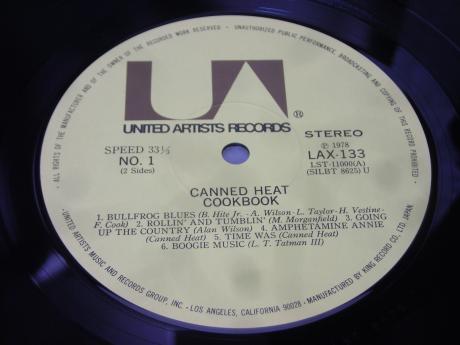 ALL RIGHTS OF THE MANUFACTURER AND OF THE OWNER OF THE RECORDED WORK RESERVED - UNAUTHORIZED PUBLIC PERFORMANCE, BROADCASTING AND COPYING OF THIS RECORD PROHIBITED
UA
®
UNITED ARTISTS RECORDS
SPEED 33⅓
NO. 1
(2 Sides)
STEREO
Ⓟ 1978
LAX-133
LST-11000(A)
(SILBT 8625) U
CANNED HEAT
COOKBOOK
1. BULLFROG BLUES (B. Hite Jr. - A. Wilson - L. Taylor - H. Vestine -
F. Cook) 2. ROLLIN' AND TUMBLIN' (M. Morganfield) 3. GOING
UP THE COUNTRY (Alan Wilson) 4. AMPHETAMINE ANNIE
(Canned Heat) 5. TIME WAS (Canned Heat)
6. BOOGIE MUSIC (L. T. Tatman III)
UNITED ARTISTS MUSIC AND RECORDS GROUP, INC. - LOS ANGELES, CALIFORNIA 90028 - MANUFACTURED BY KING RECORD CO, LTD, JAPAN